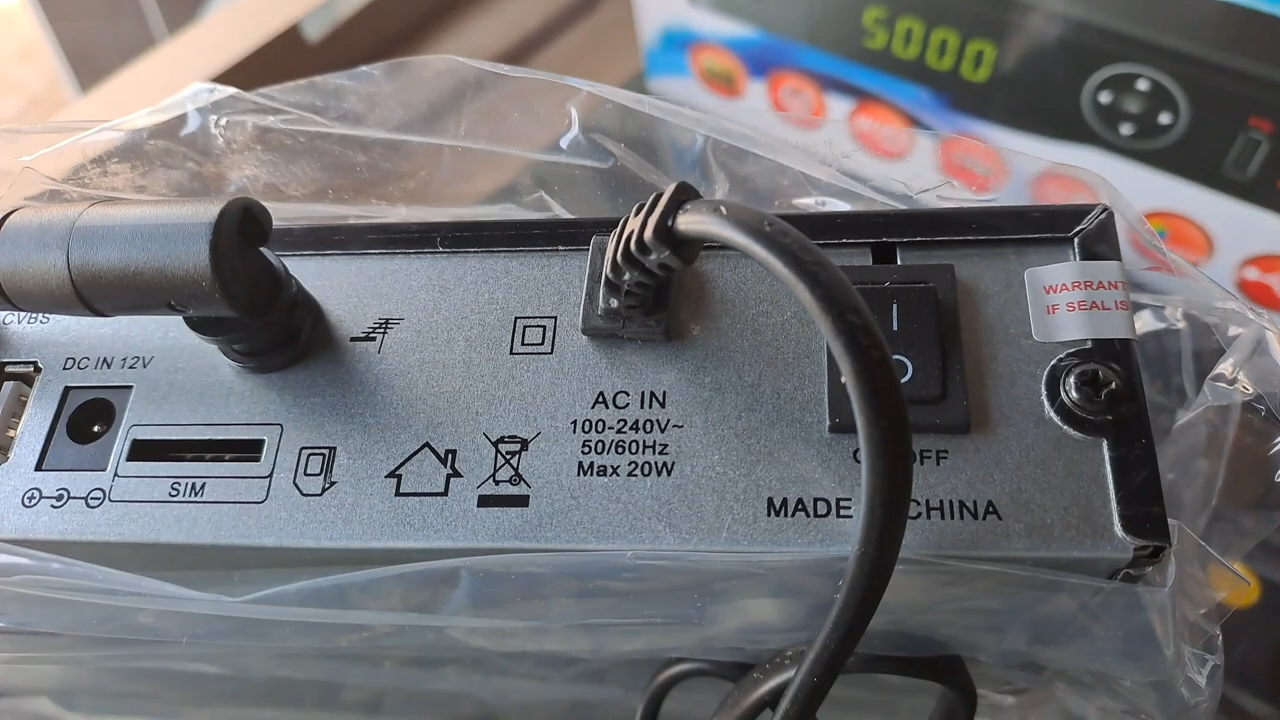 5000
WARRANT
IF SEAL IS
CVBS
DC IN 12V
SIM
AC IN
100-240V~
50/60Hz
Max 20W
I
O
OFF
MADE CHINA